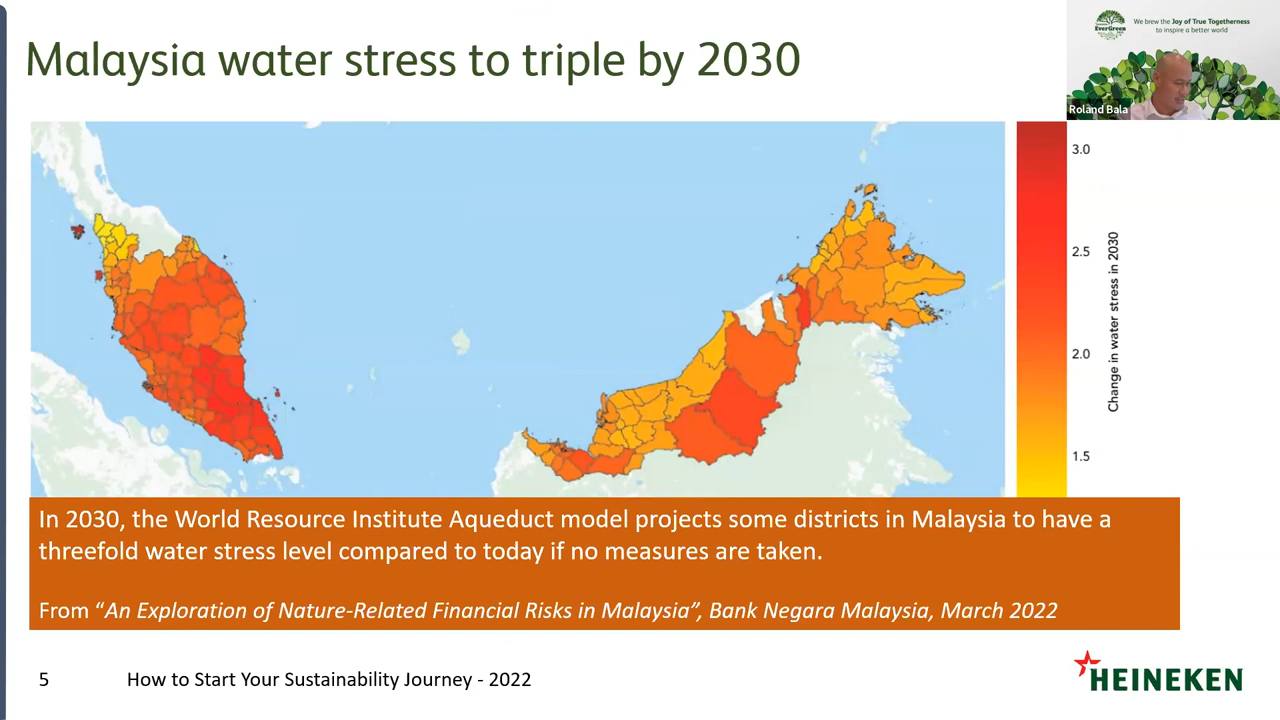 Malaysia water stress to triple by 2030
EverGreen
We brew the Joy of True Togetherness
to inspire a better world
Roland Bala
3.0
2.5
2.0
1.5
Change in water stress in 2030
In 2030, the World Resource Institute Aqueduct model projects some districts in Malaysia to have a
threefold water stress level compared to today if no measures are taken.
From “An Exploration of Nature-Related Financial Risks in Malaysia”, Bank Negara Malaysia, March 2022
5
How to Start Your Sustainability Journey - 2022
HEINEKEN